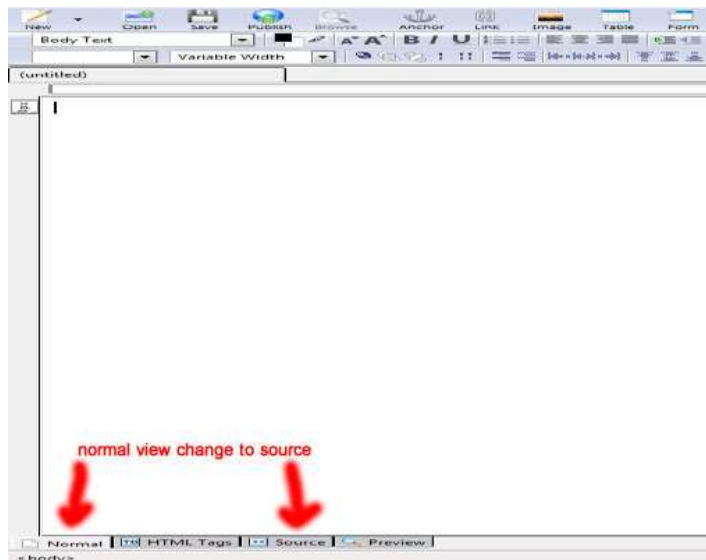 New Open Save Publish Browse Anchor Link Image Table Form
Body Text
Variable Width
(untitled)
normal view change to source
Normal HTML Tags Source Preview
<body>